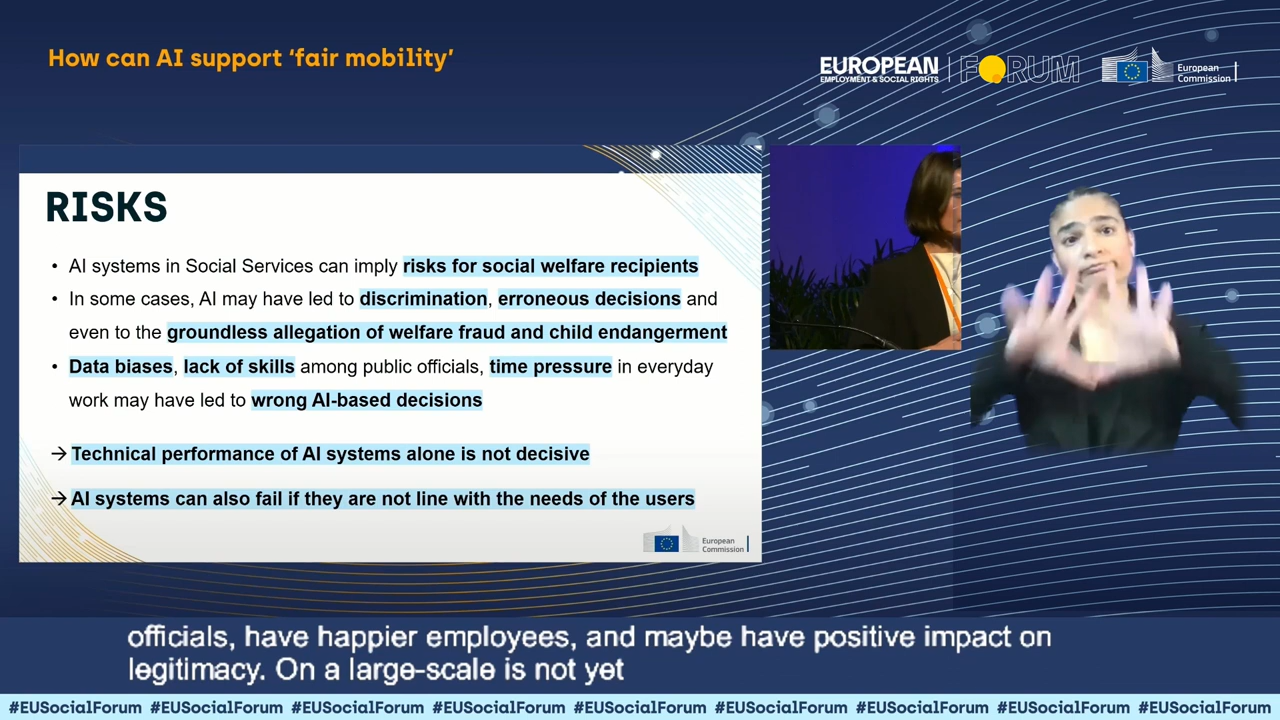 How can AI support ‘fair mobility’
EUROPEAN
EMPLOYMENT & SOCIAL RIGHTS
FORUM
European
Commission
RISKS
• AI systems in Social Services can imply risks for social welfare recipients
• In some cases, AI may have led to discrimination, erroneous decisions and
even to the groundless allegation of welfare fraud and child endangerment
• Data biases, lack of skills among public officials, time pressure in everyday
work may have led to wrong AI-based decisions
→ Technical performance of AI systems alone is not decisive
→ AI systems can also fail if they are not line with the needs of the users
European
Commission
officials, have happier employees, and maybe have positive impact on
legitimacy. On a large-scale is not yet
#EUSocialForum #EUSocialForum #EUSocialForum #EUSocialForum #EUSocialForum #EUSocialForum #EUSocialForum #EUSocialForum #EUSocialForum